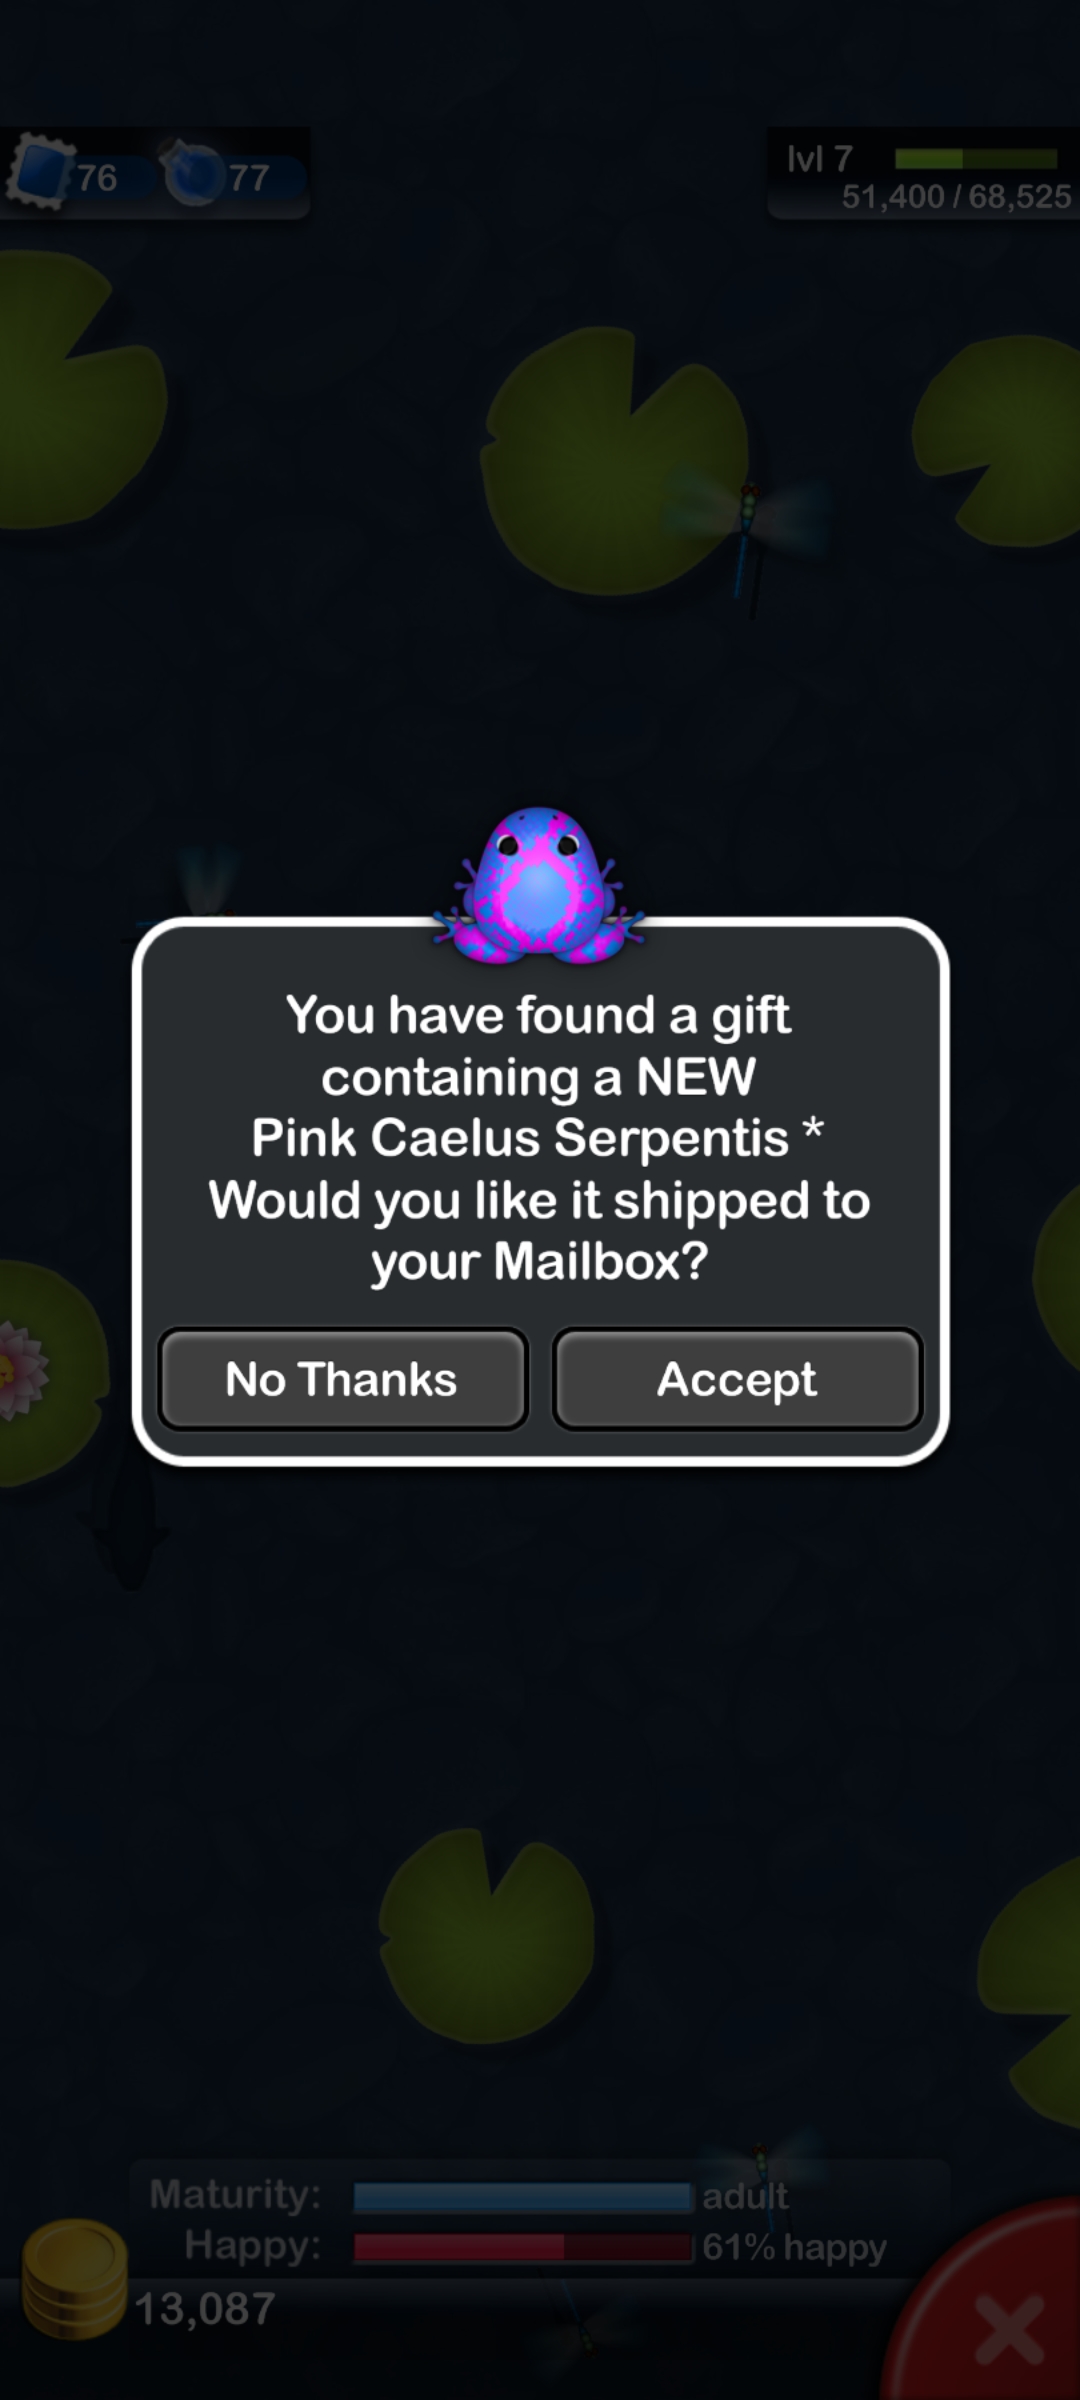 76 77
lvl 7
51,400 / 68,525
You have found a gift
containing a NEW
Pink Caelus Serpentis *
Would you like it shipped to
your Mailbox?
No Thanks Accept
Maturity: adult
Happy: 61% happy
13,087